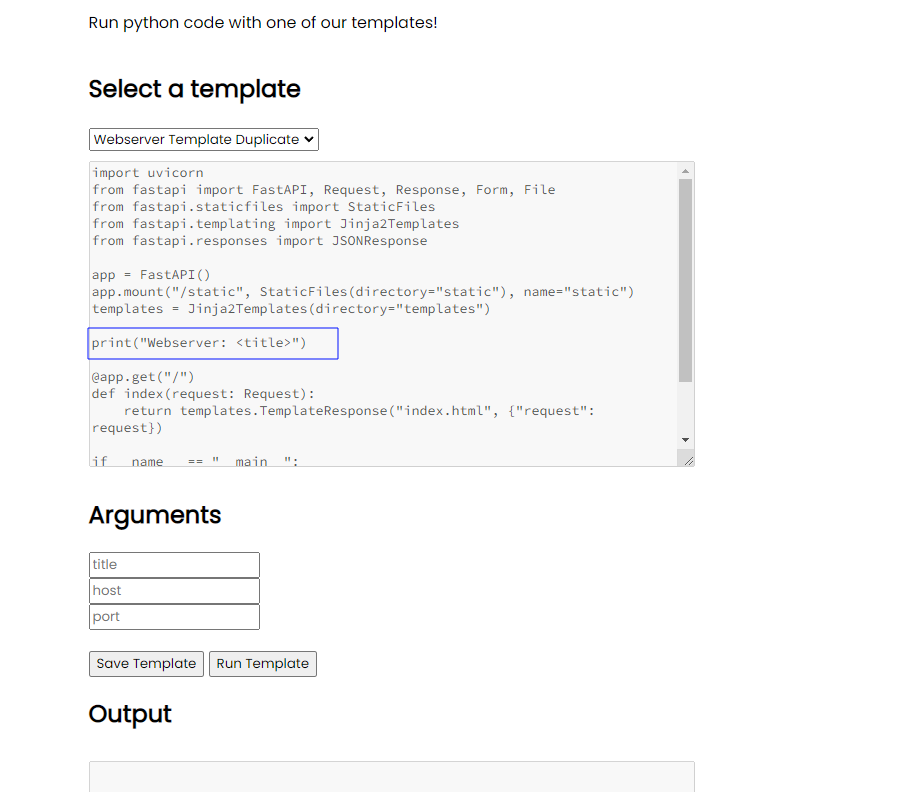 Run python code with one of our templates!
Select a template
Webserver Template Duplicate
import uvicorn
from fastapi import FastAPI, Request, Response, Form, File
from fastapi.staticfiles import StaticFiles
from fastapi.templating import Jinja2Templates
from fastapi.responses import JSONResponse
app = FastAPI()
app.mount("/static", StaticFiles(directory="static"), name="static")
templates = Jinja2Templates(directory="templates")
print("Webserver: <title>")
@app.get("/")
def index(request: Request):
    return templates.TemplateResponse("index.html", {"request":
request})
if __name__ == "__main__":
Arguments
title
host
port
Save Template Run Template
Output